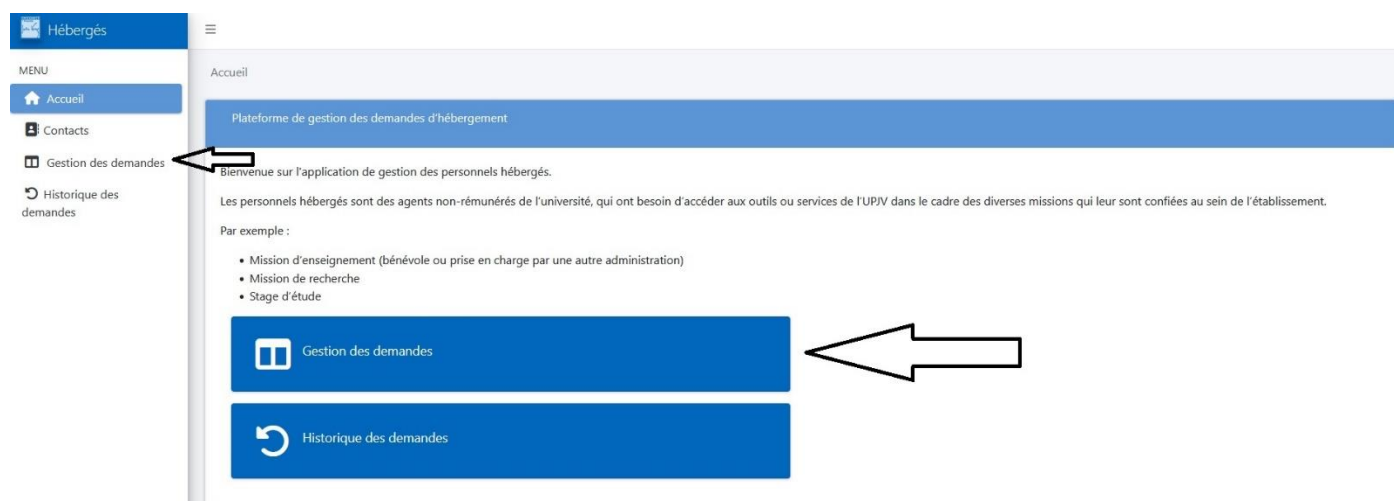 Hébergés
MENU
Accueil
Contacts
Gestion des demandes
Historique des
demandes
Accueil
Plateforme de gestion des demandes d'hébergement
Bienvenue sur l'application de gestion des personnels hébergés.
Les personnels hébergés sont des agents non-rémunérés de l'université, qui ont besoin d'accéder aux outils ou services de l'UPJV dans le cadre des diverses missions qui leur sont confiées au sein de l'établissement.
Par exemple :
• Mission d'enseignement (bénévole ou prise en charge par une autre administration)
• Mission de recherche
• Stage d'étude
Gestion des demandes
Historique des demandes